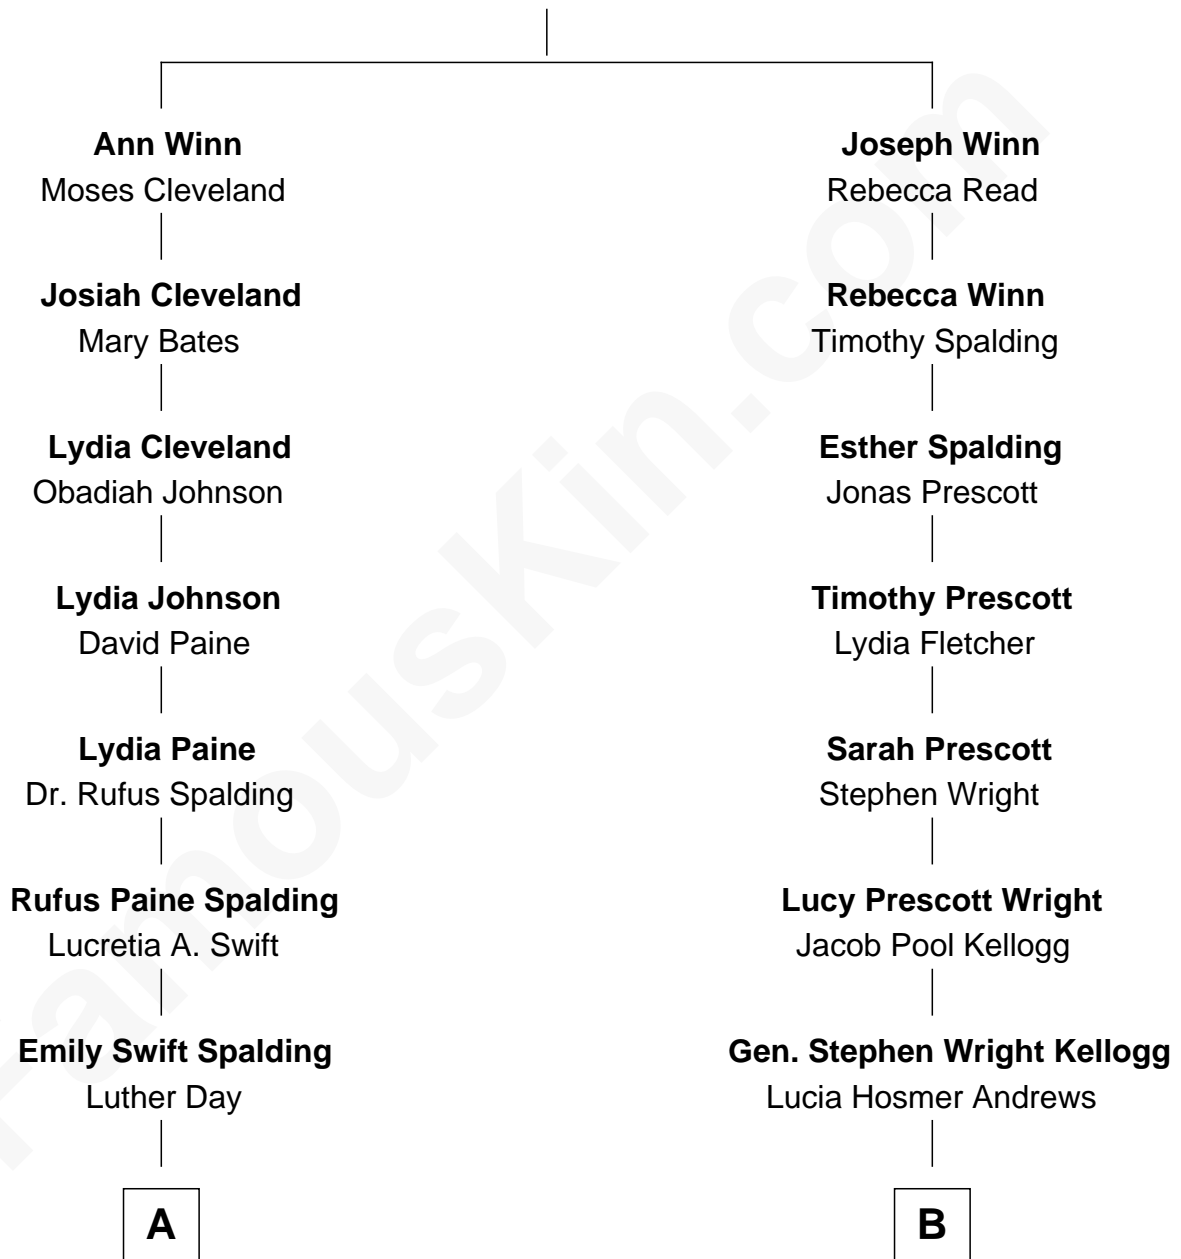 Ann Winn
Moses Cleveland
Josiah Cleveland
Mary Bates
Lydia Cleveland
Obadiah Johnson
Lydia Johnson
David Paine
Lydia Paine
Dr. Rufus Spalding
Rufus Paine Spalding
Lucretia A. Swift
Emily Swift Spalding
Luther Day
A
Joseph Winn
Rebecca Read
Rebecca Winn
Timothy Spalding
Esther Spalding
Jonas Prescott
Timothy Prescott
Lydia Fletcher
Sarah Prescott
Stephen Wright
Lucy Prescott Wright
Jacob Pool Kellogg
Gen. Stephen Wright Kellogg
Lucia Hosmer Andrews
B
FamousKin.com